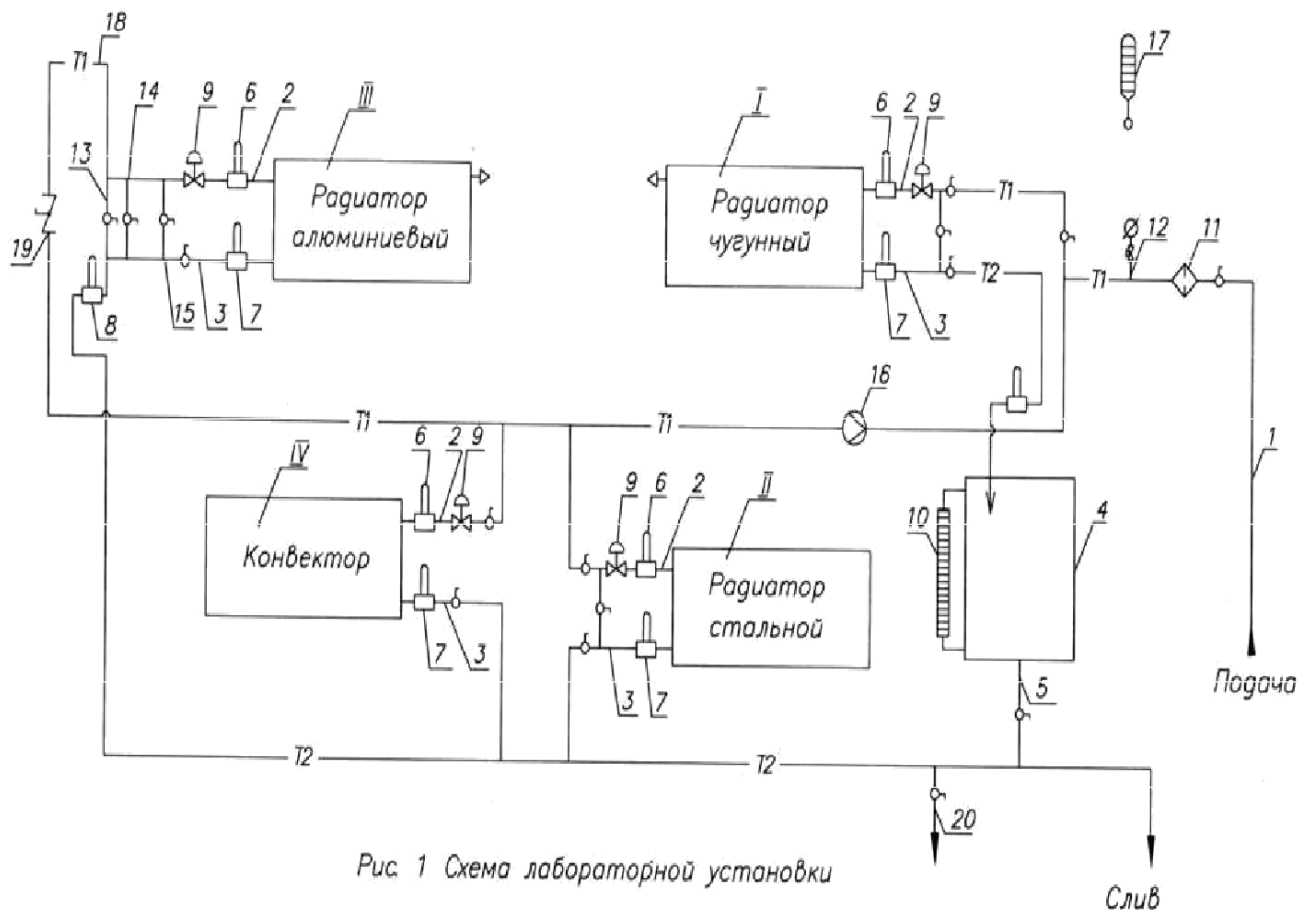 18
T1
14
9
6
2
III
I
6
2
9
17
13
Радиатор
алюминиевый
Радиатор
чугунный
T1
12
11
19
T2
T1
8
15
3
7
7
3
16
T1
T1
1
IV
6
2
9
II
9
6
2
10
4
Конвектор
Радиатор
стальной
7
3
3
7
5
Подача
T2
T2
20
Рис. 1 Схема лабораторной установки
Слив